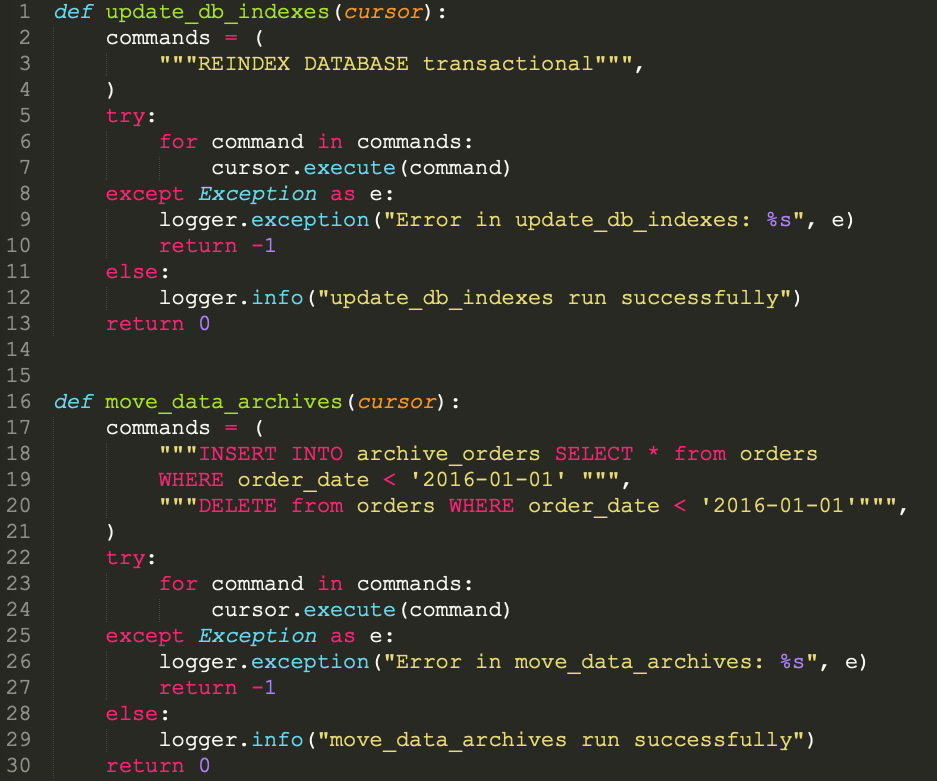 1 def update_db_indexes(cursor):
2     commands = (
3         """REINDEX DATABASE transactional""",
4     )
5     try:
6         for command in commands:
7             cursor.execute(command)
8     except Exception as e:
9         logger.exception("Error in update_db_indexes: %s", e)
10         return -1
11     else:
12         logger.info("update_db_indexes run successfully")
13     return 0
14
15
16 def move_data_archives(cursor):
17     commands = (
18         """INSERT INTO archive_orders SELECT * from orders
19         WHERE order_date < '2016-01-01' """,
20         """DELETE from orders WHERE order_date < '2016-01-01'""",
21     )
22     try:
23         for command in commands:
24             cursor.execute(command)
25     except Exception as e:
26         logger.exception("Error in move_data_archives: %s", e)
27         return -1
28     else:
29         logger.info("move_data_archives run successfully")
30     return 0